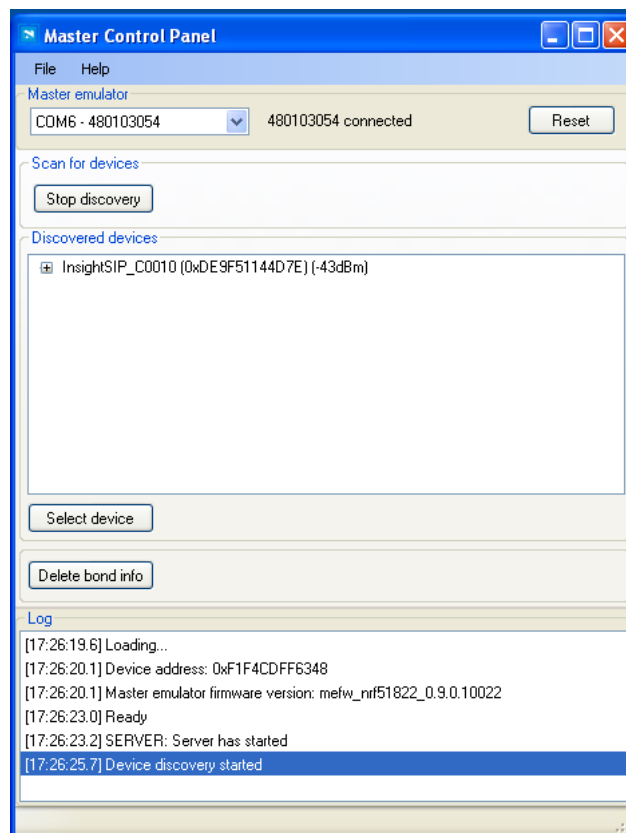 Master Control Panel
File Help
Master emulator
COM6 - 480103054 480103054 connected Reset
Scan for devices
Stop discovery
Discovered devices
InsightSIP_C0010 (0xDE9F51144D7E) (-43dBm)
Select device
Delete bond info
Log
[17:26:19.6] Loading...
[17:26:20.1] Device address: 0xF1F4CDFF6348
[17:26:20.1] Master emulator firmware version: mefw_nrf51822_0.9.0.10022
[17:26:23.0] Ready
[17:26:23.2] SERVER: Server has started
[17:26:25.7] Device discovery started